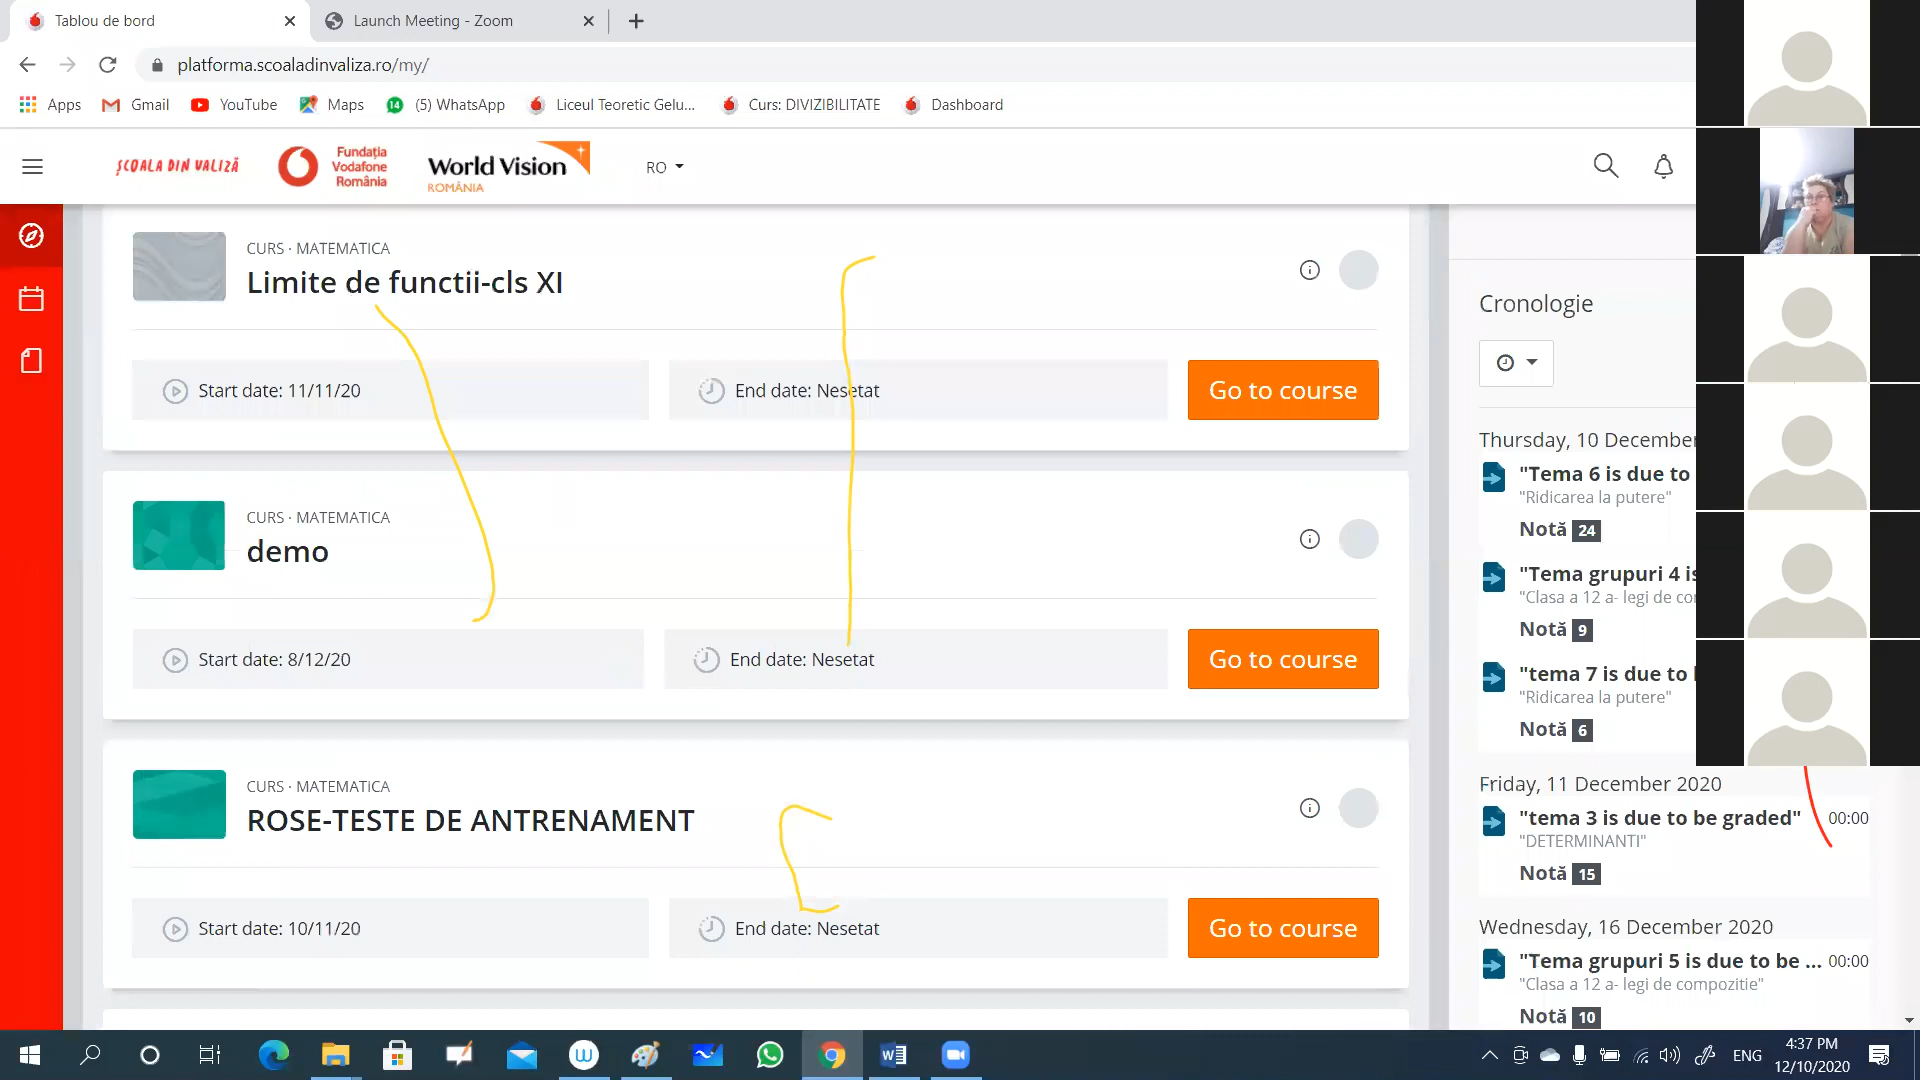 Tablou de bord
Launch Meeting - Zoom
platforma.scoaladinvaliza.ro/my/
Apps
Gmail
YouTube
Maps
14
(5) WhatsApp
Liceul Teoretic Gelu...
Curs: DIVIZIBILITATE
Dashboard
ȘCOALA DIN VALIZĂ
Fundația
Vodafone
România
World Vision
ROMÂNIA
RO
CURS · MATEMATICA
Limite de functii-cls XI
Start date: 11/11/20
End date: Nesetat
Go to course
CURS · MATEMATICA
demo
Start date: 8/12/20
End date: Nesetat
Go to course
CURS · MATEMATICA
ROSE-TESTE DE ANTRENAMENT
Start date: 10/11/20
End date: Nesetat
Go to course
Cronologie
Thursday, 10 December
"Tema 6 is due to
"Ridicarea la putere"
Notă 24
"Tema grupuri 4 is
"Clasa a 12 a- legi de
Notă 9
"tema 7 is due to
"Ridicarea la putere"
Notă 6
Friday, 11 December 2020
"tema 3 is due to be graded" 00:00
"DETERMINANTI"
Notă 15
Wednesday, 16 December 2020
"Tema grupuri 5 is due to be ... 00:00
"Clasa a 12 a- legi de compozitie"
Notă 10
ENG
4:37 PM
12/10/2020